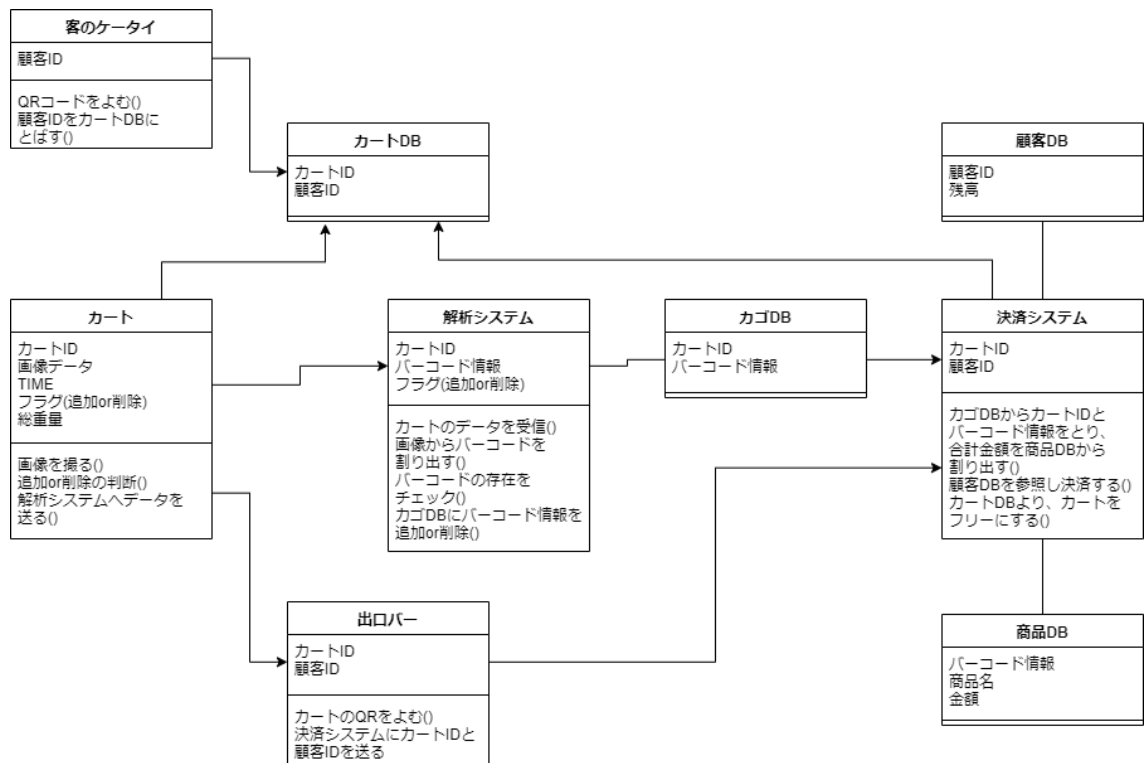 客のケータイ
顧客ID
QRコードをよむ()
顧客IDをカートDBに
とばす()
カートDB
カートID
顧客ID
顧客DB
顧客ID
残高
カート
カートID
画像データ
TIME
フラグ(追加or削除)
総重量
画像を撮る()
追加or削除の判断()
解析システムへデータを
送る()
解析システム
カートID
バーコード情報
フラグ(追加or削除)
カートのデータを受信()
画像からバーコードを
割り出す()
バーコードの存在を
チェック()
カゴDBにバーコード情報を
追加or削除()
カゴDB
カートID
バーコード情報
決済システム
カートID
顧客ID
カゴDBからカートIDと
バーコード情報をとり、
合計金額を商品DBから
割り出す()
顧客DBを参照し決済する()
カートDBより、カートを
フリーにする()
出口バー
カートID
顧客ID
カートのQRをよむ()
決済システムにカートIDと
顧客IDを送る
商品DB
バーコード情報
商品名
金額